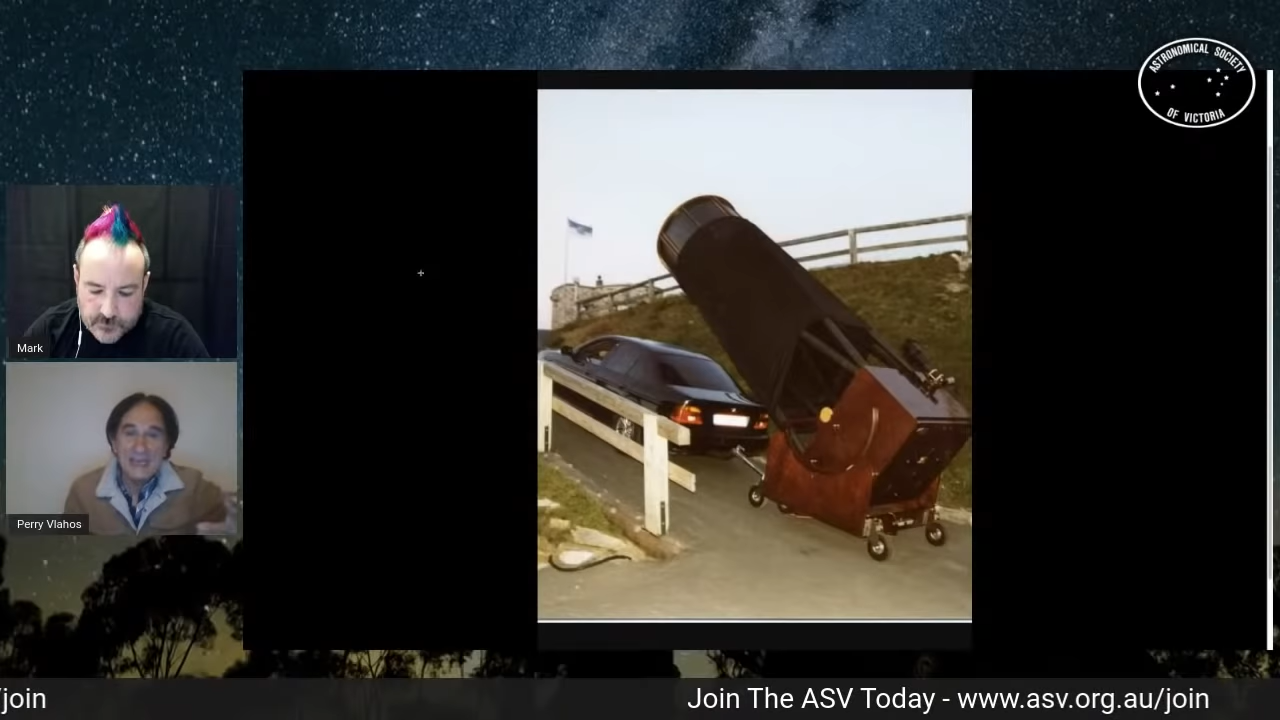 ASTRONOMICAL SOCIETY
OF VICTORIA
Mark
Perry Vlahos
/join
Join The ASV Today - www.asv.org.au/join